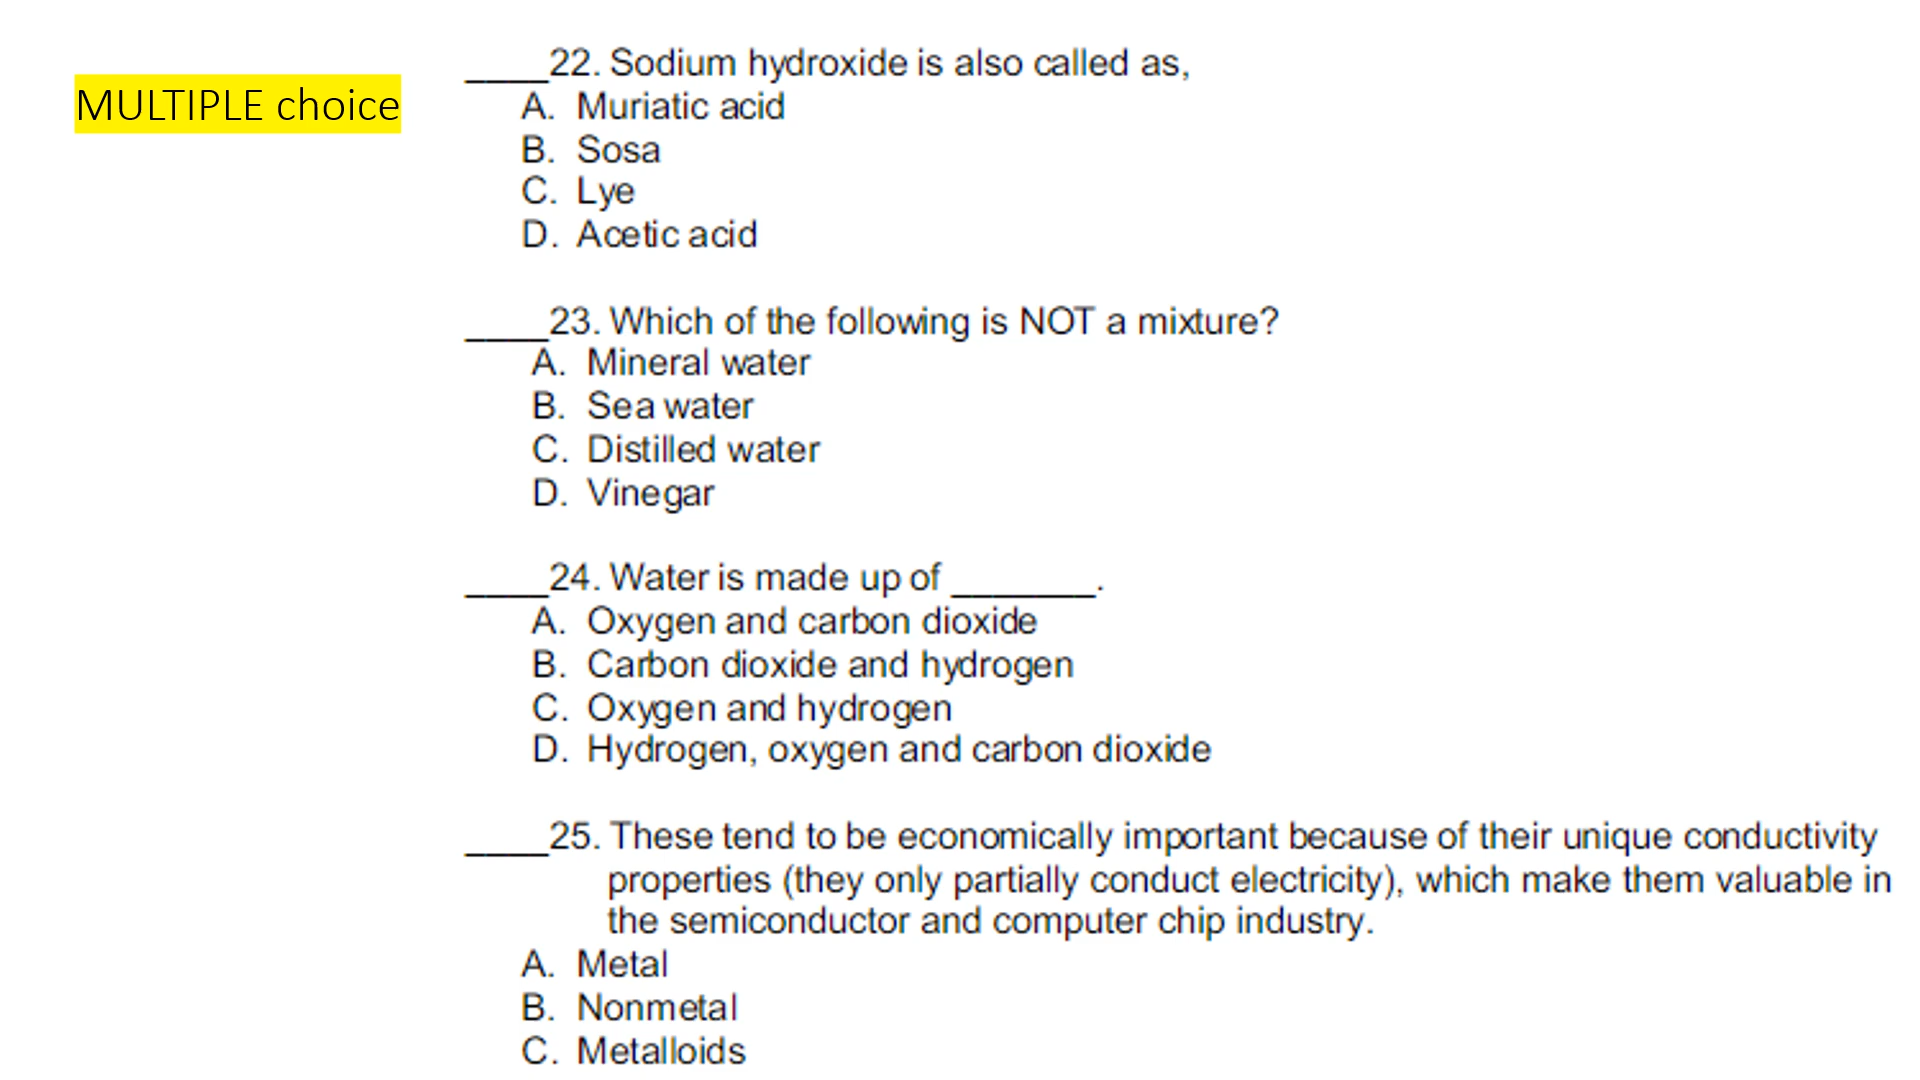 MULTIPLE choice
____22. Sodium hydroxide is also called as,
A. Muriatic acid
B. Sosa
C. Lye
D. Acetic acid
____23. Which of the following is NOT a mixture?
A. Mineral water
B. Sea water
C. Distilled water
D. Vinegar
____24. Water is made up of _______.
A. Oxygen and carbon dioxide
B. Carbon dioxide and hydrogen
C. Oxygen and hydrogen
D. Hydrogen, oxygen and carbon dioxide
____25. These tend to be economically important because of their unique conductivity
properties (they only partially conduct electricity), which make them valuable in
the semiconductor and computer chip industry.
A. Metal
B. Nonmetal
C. Metalloids